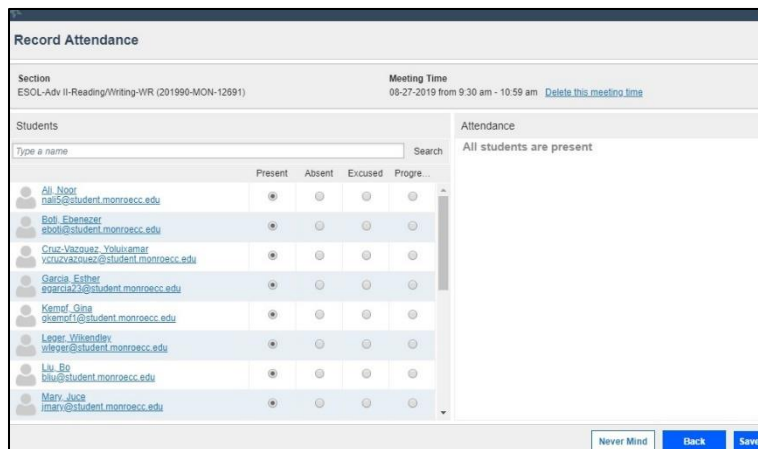 Record Attendance
Section
ESOL-Adv II-Reading/Writing-WR (201990-MON-12691)
Meeting Time
08-27-2019 from 9:30 am - 10:59 am Delete this meeting time
Students
Attendance
Type a name
Search
All students are present
Present Absent Excused Progre...
Ali, Noor
nali5@student.monroecc.edu
Boti, Ebenezer
eboti@student.monroecc.edu
Cruz-Vazquez, Yoluixamar
ycruzvazquez@student.monroecc.edu
Garcia, Esther
egarcia23@student.monroecc.edu
Kempf, Gina
gkempf1@student.monroecc.edu
Leger, Wikendley
wleger@student.monroecc.edu
Liu, Bo
bliu@student.monroecc.edu
Mary, Juce
jmary@student.monroecc.edu
Never Mind Back Save